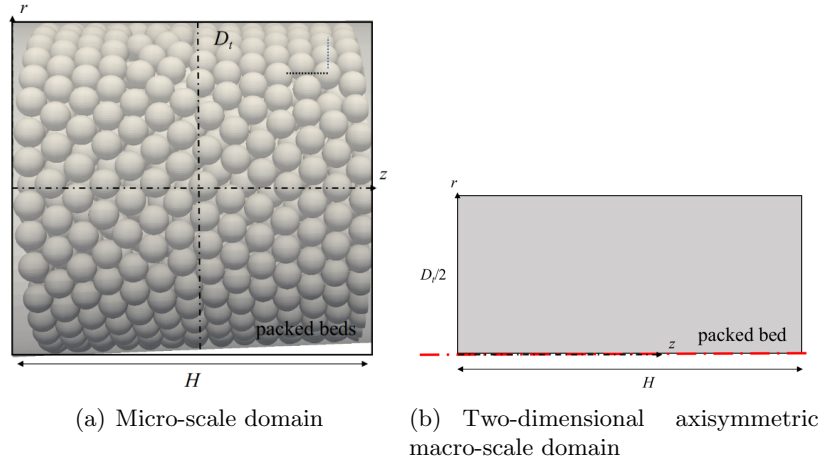 r
D_t
z
packed beds
H
(a) Micro-scale domain
r
D_t/2
packed bed
z
H
(b) Two-dimensional axisymmetric
macro-scale domain